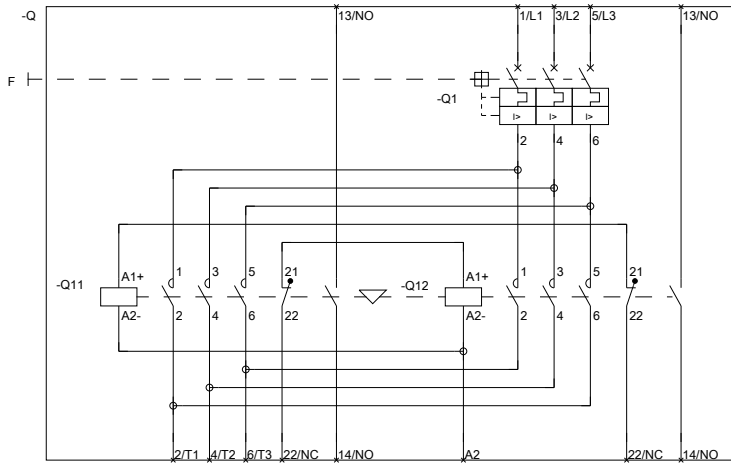 -Q 13/NO 1/L1 3/L2 5/L3 13/NO
F
-Q1
I> I> I>
2 4 6
A1+ 1 3 5 21 A1+ 1 3 5 21
-Q11 -Q12
A2- 2 4 6 22 A2- 2 4 6 22
2/T1 4/T2 6/T3 22/NC 14/NO A2 22/NC 14/NO